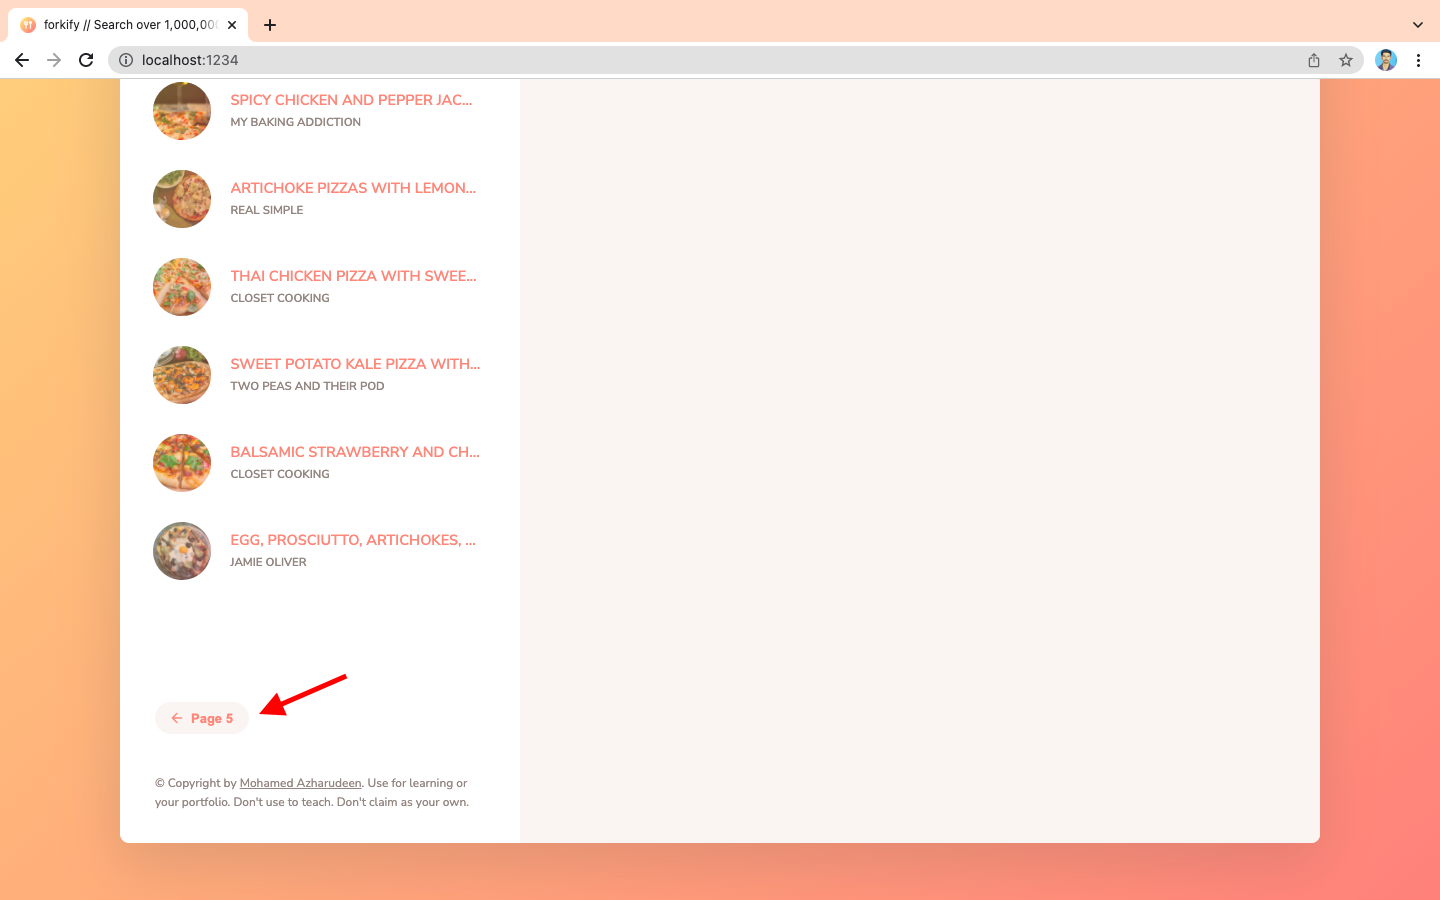 forkify // Search over 1,000,000
localhost:1234
SPICY CHICKEN AND PEPPER JAC...
MY BAKING ADDICTION
ARTICHOKE PIZZAS WITH LEMON...
REAL SIMPLE
THAI CHICKEN PIZZA WITH SWEE...
CLOSET COOKING
SWEET POTATO KALE PIZZA WITH...
TWO PEAS AND THEIR POD
BALSAMIC STRAWBERRY AND CH...
CLOSET COOKING
EGG, PROSCIUTTO, ARTICHOKES, ...
JAMIE OLIVER
← Page 5
© Copyright by Mohamed Azharudeen. Use for learning or
your portfolio. Don't use to teach. Don't claim as your own.